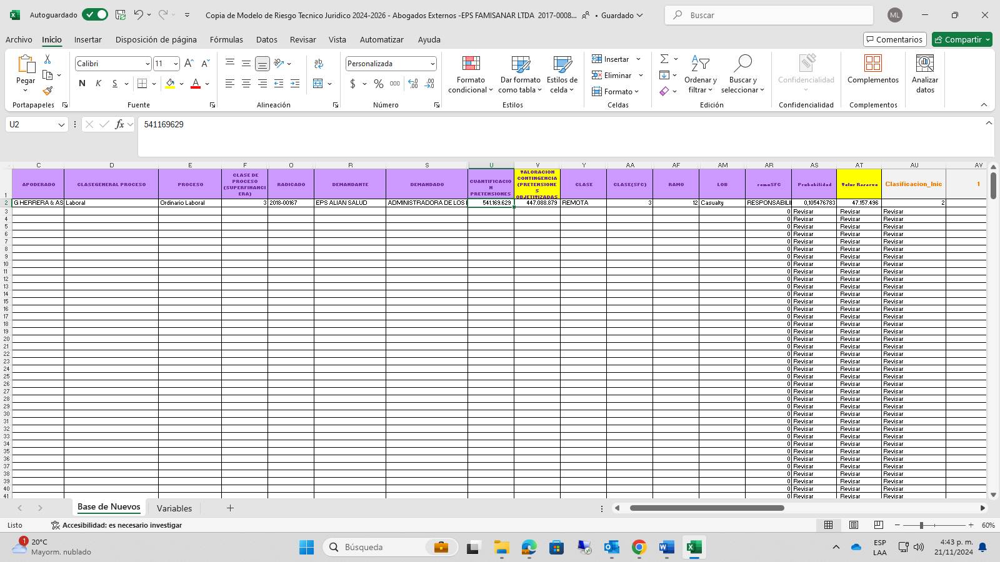 Autoguardado
Copia de Modelo de Riesgo Tecnico Juridico 2024-2026 - Abogados Externos -EPS FAMISANAR LTDA 2017-0008... • Guardado
Buscar
ML
Archivo Inicio Insertar Disposición de página Fórmulas Datos Revisar Vista Automatizar Ayuda
Comentarios Compartir
Pegar
Portapapeles
Calibri 11
N K S
Fuente
Alineación
Personalizada
$ % 000
Número
Formato condicional
Dar formato como tabla
Estilos de celda
Estilos
Insertar
Eliminar
Formato
Celdas
Ordenar y filtrar
Buscar y seleccionar
Edición
Confidencialidad
Confidencialidad
Complementos
Complementos
Analizar datos
U2
fx
541169629
C D E F O R S U V Y AA AF AM AR AS AT AU AV
1 APODERADO CLASEGENERAL PROCESO PROCESO CLASE DE PROCESO (SUPERFINANCIERA) RADICADO DEMANDANTE DEMANDADO CUANTIFICACION PRETENSIONES VALORACION CONTINGENCIA (PRETENSIONES OBJETIVIZADAS CLASE CLASE(SFC) RAMO LOB ramoSFC Probabilidad Valor Reserva Clasificacion_Inic 1
2 G HERRERA & AS Laboral Ordinario Laboral 3 2018-00167 EPS ALIAN SALUD ADMINISTRADORA DE LOS 541.169.629 447.088.879 REMOTA 3 12 Casualty RESPONSABILI 0,105476783 47.157.496 2
3 0 Revisar Revisar Revisar
4 0 Revisar Revisar Revisar
5 0 Revisar Revisar Revisar
6 0 Revisar Revisar Revisar
7 0 Revisar Revisar Revisar
8 0 Revisar Revisar Revisar
9 0 Revisar Revisar Revisar
10 0 Revisar Revisar Revisar
11 0 Revisar Revisar Revisar
12 0 Revisar Revisar Revisar
13 0 Revisar Revisar Revisar
14 0 Revisar Revisar Revisar
15 0 Revisar Revisar Revisar
16 0 Revisar Revisar Revisar
17 0 Revisar Revisar Revisar
18 0 Revisar Revisar Revisar
19 0 Revisar Revisar Revisar
20 0 Revisar Revisar Revisar
21 0 Revisar Revisar Revisar
22 0 Revisar Revisar Revisar
23 0 Revisar Revisar Revisar
24 0 Revisar Revisar Revisar
25 0 Revisar Revisar Revisar
26 0 Revisar Revisar Revisar
27 0 Revisar Revisar Revisar
28 0 Revisar Revisar Revisar
29 0 Revisar Revisar Revisar
30 0 Revisar Revisar Revisar
31 0 Revisar Revisar Revisar
32 0 Revisar Revisar Revisar
33 0 Revisar Revisar Revisar
34 0 Revisar Revisar Revisar
35 0 Revisar Revisar Revisar
36 0 Revisar Revisar Revisar
37 0 Revisar Revisar Revisar
38 0 Revisar Revisar Revisar
39 0 Revisar Revisar Revisar
40 0 Revisar Revisar Revisar
41 0 Revisar Revisar Revisar
Base de Nuevos Variables
Listo Accesibilidad: es necesario investigar 60%
1 20°C
Mayorm. nublado
Búsqueda
ESP
LAA
4:43 p. m.
21/11/2024